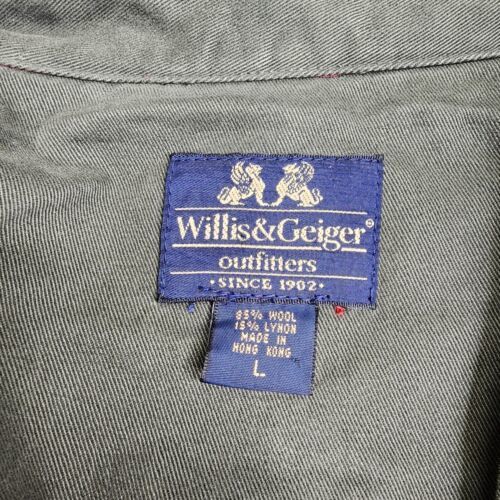 Willis&Geiger®
outfitters
•SINCE 1902•
85% WOOL
15% LYNON
MADE IN
HONG KONG
L